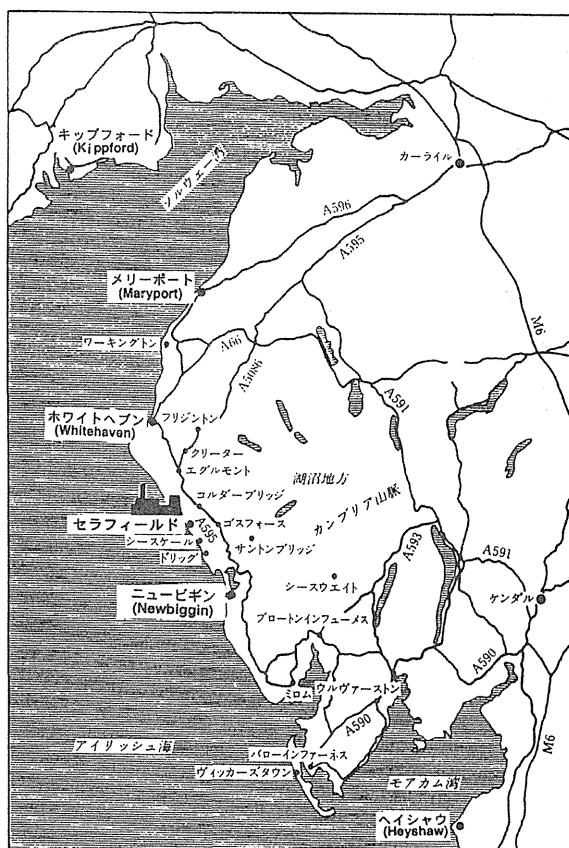 キップフォード
(Kippford)
ソルウェー湾
カーライル
A596
A595
メリーポート
(Maryport)
M6
ワーキングトン
A66
A5086
A591
ホワイトヘブン
(Whitehaven)
フリジントン
クリーター
エグルモント
湖沼地方
コルダーブリッジ
カンブリア山脈
セラフィールド
A595
ゴスフォース
シースケール
サントンブリッジ
A593
ドリッグ
A591
シースウエイト
ニュービギン
(Newbiggin)
ケンダル
ブロートンインフューメス
A590
ミロム
ウルヴァーストン
A590
M6
アイリッシュ海
バローインファーネス
ヴィッカーズタウン
モアカム湾
ヘイシャウ
(Heyshaw)